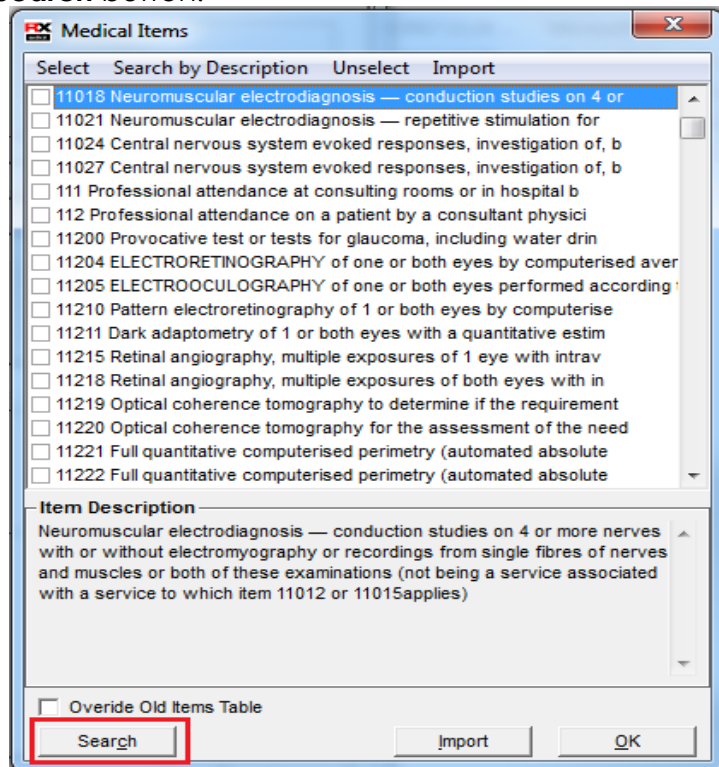 search button.
RX Medical Items X
Select Search by Description Unselect Import
11018 Neuromuscular electrodiagnosis — conduction studies on 4 or
11021 Neuromuscular electrodiagnosis — repetitive stimulation for
11024 Central nervous system evoked responses, investigation of, b
11027 Central nervous system evoked responses, investigation of, b
111 Professional attendance at consulting rooms or in hospital b
112 Professional attendance on a patient by a consultant physici
11200 Provocative test or tests for glaucoma, including water drin
11204 ELECTRORETINOGRAPHY of one or both eyes by computerised aver
11205 ELECTROOCULOGRAPHY of one or both eyes performed according
11210 Pattern electroretinography of 1 or both eyes by computerise
11211 Dark adaptometry of 1 or both eyes with a quantitative estim
11215 Retinal angiography, multiple exposures of 1 eye with intrav
11218 Retinal angiography, multiple exposures of both eyes with in
11219 Optical coherence tomography to determine if the requirement
11220 Optical coherence tomography for the assessment of the need
11221 Full quantitative computerised perimetry (automated absolute
11222 Full quantitative computerised perimetry (automated absolute
Item Description
Neuromuscular electrodiagnosis — conduction studies on 4 or more nerves
with or without electromyography or recordings from single fibres of nerves
and muscles or both of these examinations (not being a service associated
with a service to which item 11012 or 11015applies)
Overide Old Items Table
Search Import OK